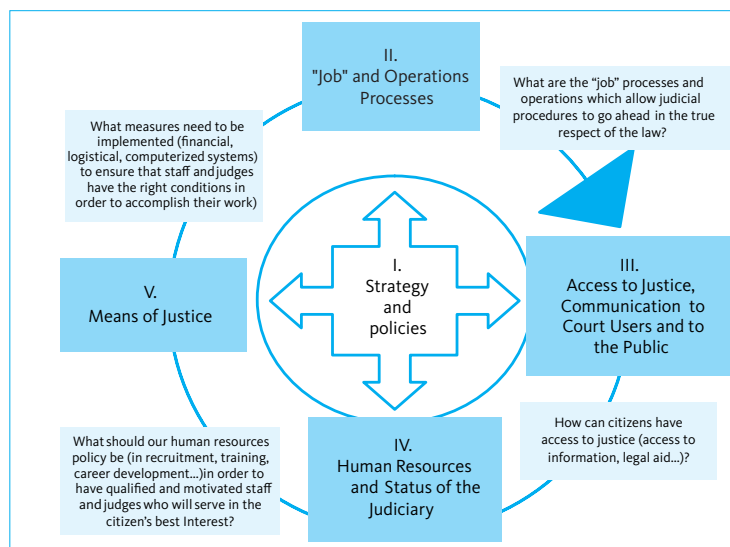 II.
"Job" and Operations
Processes
What are the “job” processes and
operations which allow judicial
procedures to go ahead in the true
respect of the law?
What measures need to be
implemented (financial,
logistical, computerized systems)
to ensure that staff and judges
have the right conditions in
order to accomplish their work)
I.
Strategy
and
policies
III.
Access to Justice,
Communication to
Court Users and to
the Public
V.
Means of Justice
How can citizens have
access to justice (access to
information, legal aid...)?
IV.
Human Resources
and Status of the
Judiciary
What should our human resources
policy be (in recruitment, training,
career development...)in order to
have qualified and motivated staff
and judges who will serve in the
citizen’s best Interest?